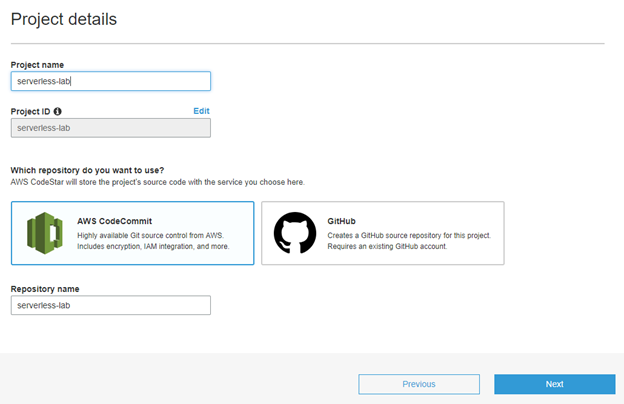 Project details
Project name
serverless-lab
Project ID
Edit
serverless-lab
Which repository do you want to use?
AWS CodeStar will store the project's source code with the service you choose here.
AWS CodeCommit
Highly available Git source control from AWS.
Includes encryption, IAM integration, and more.
GitHub
Creates a GitHub source repository for this project.
Requires an existing GitHub account.
Repository name
serverless-lab
Previous
Next